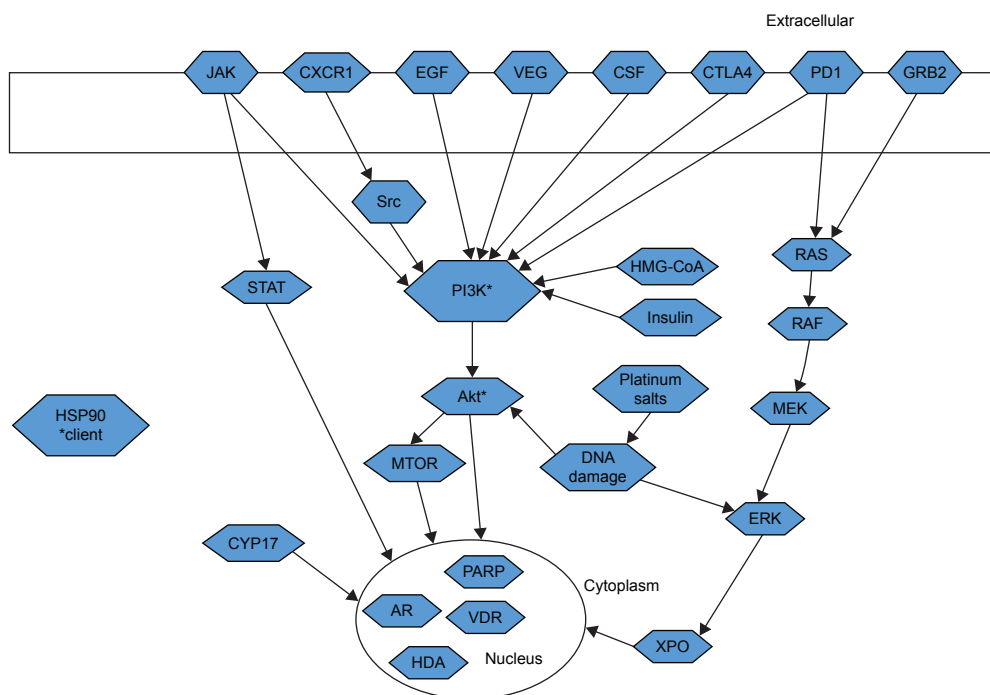 Extracellular
JAK
CXCR1
EGF
VEG
CSF
CTLA4
PD1
GRB2
Src
RAS
HMG-CoA
STAT
PI3K*
Insulin
RAF
Platinum
salts
Akt*
MEK
HSP90
*client
MTOR
DNA
damage
ERK
CYP17
PARP
Cytoplasm
AR
VDR
XPO
HDA
Nucleus